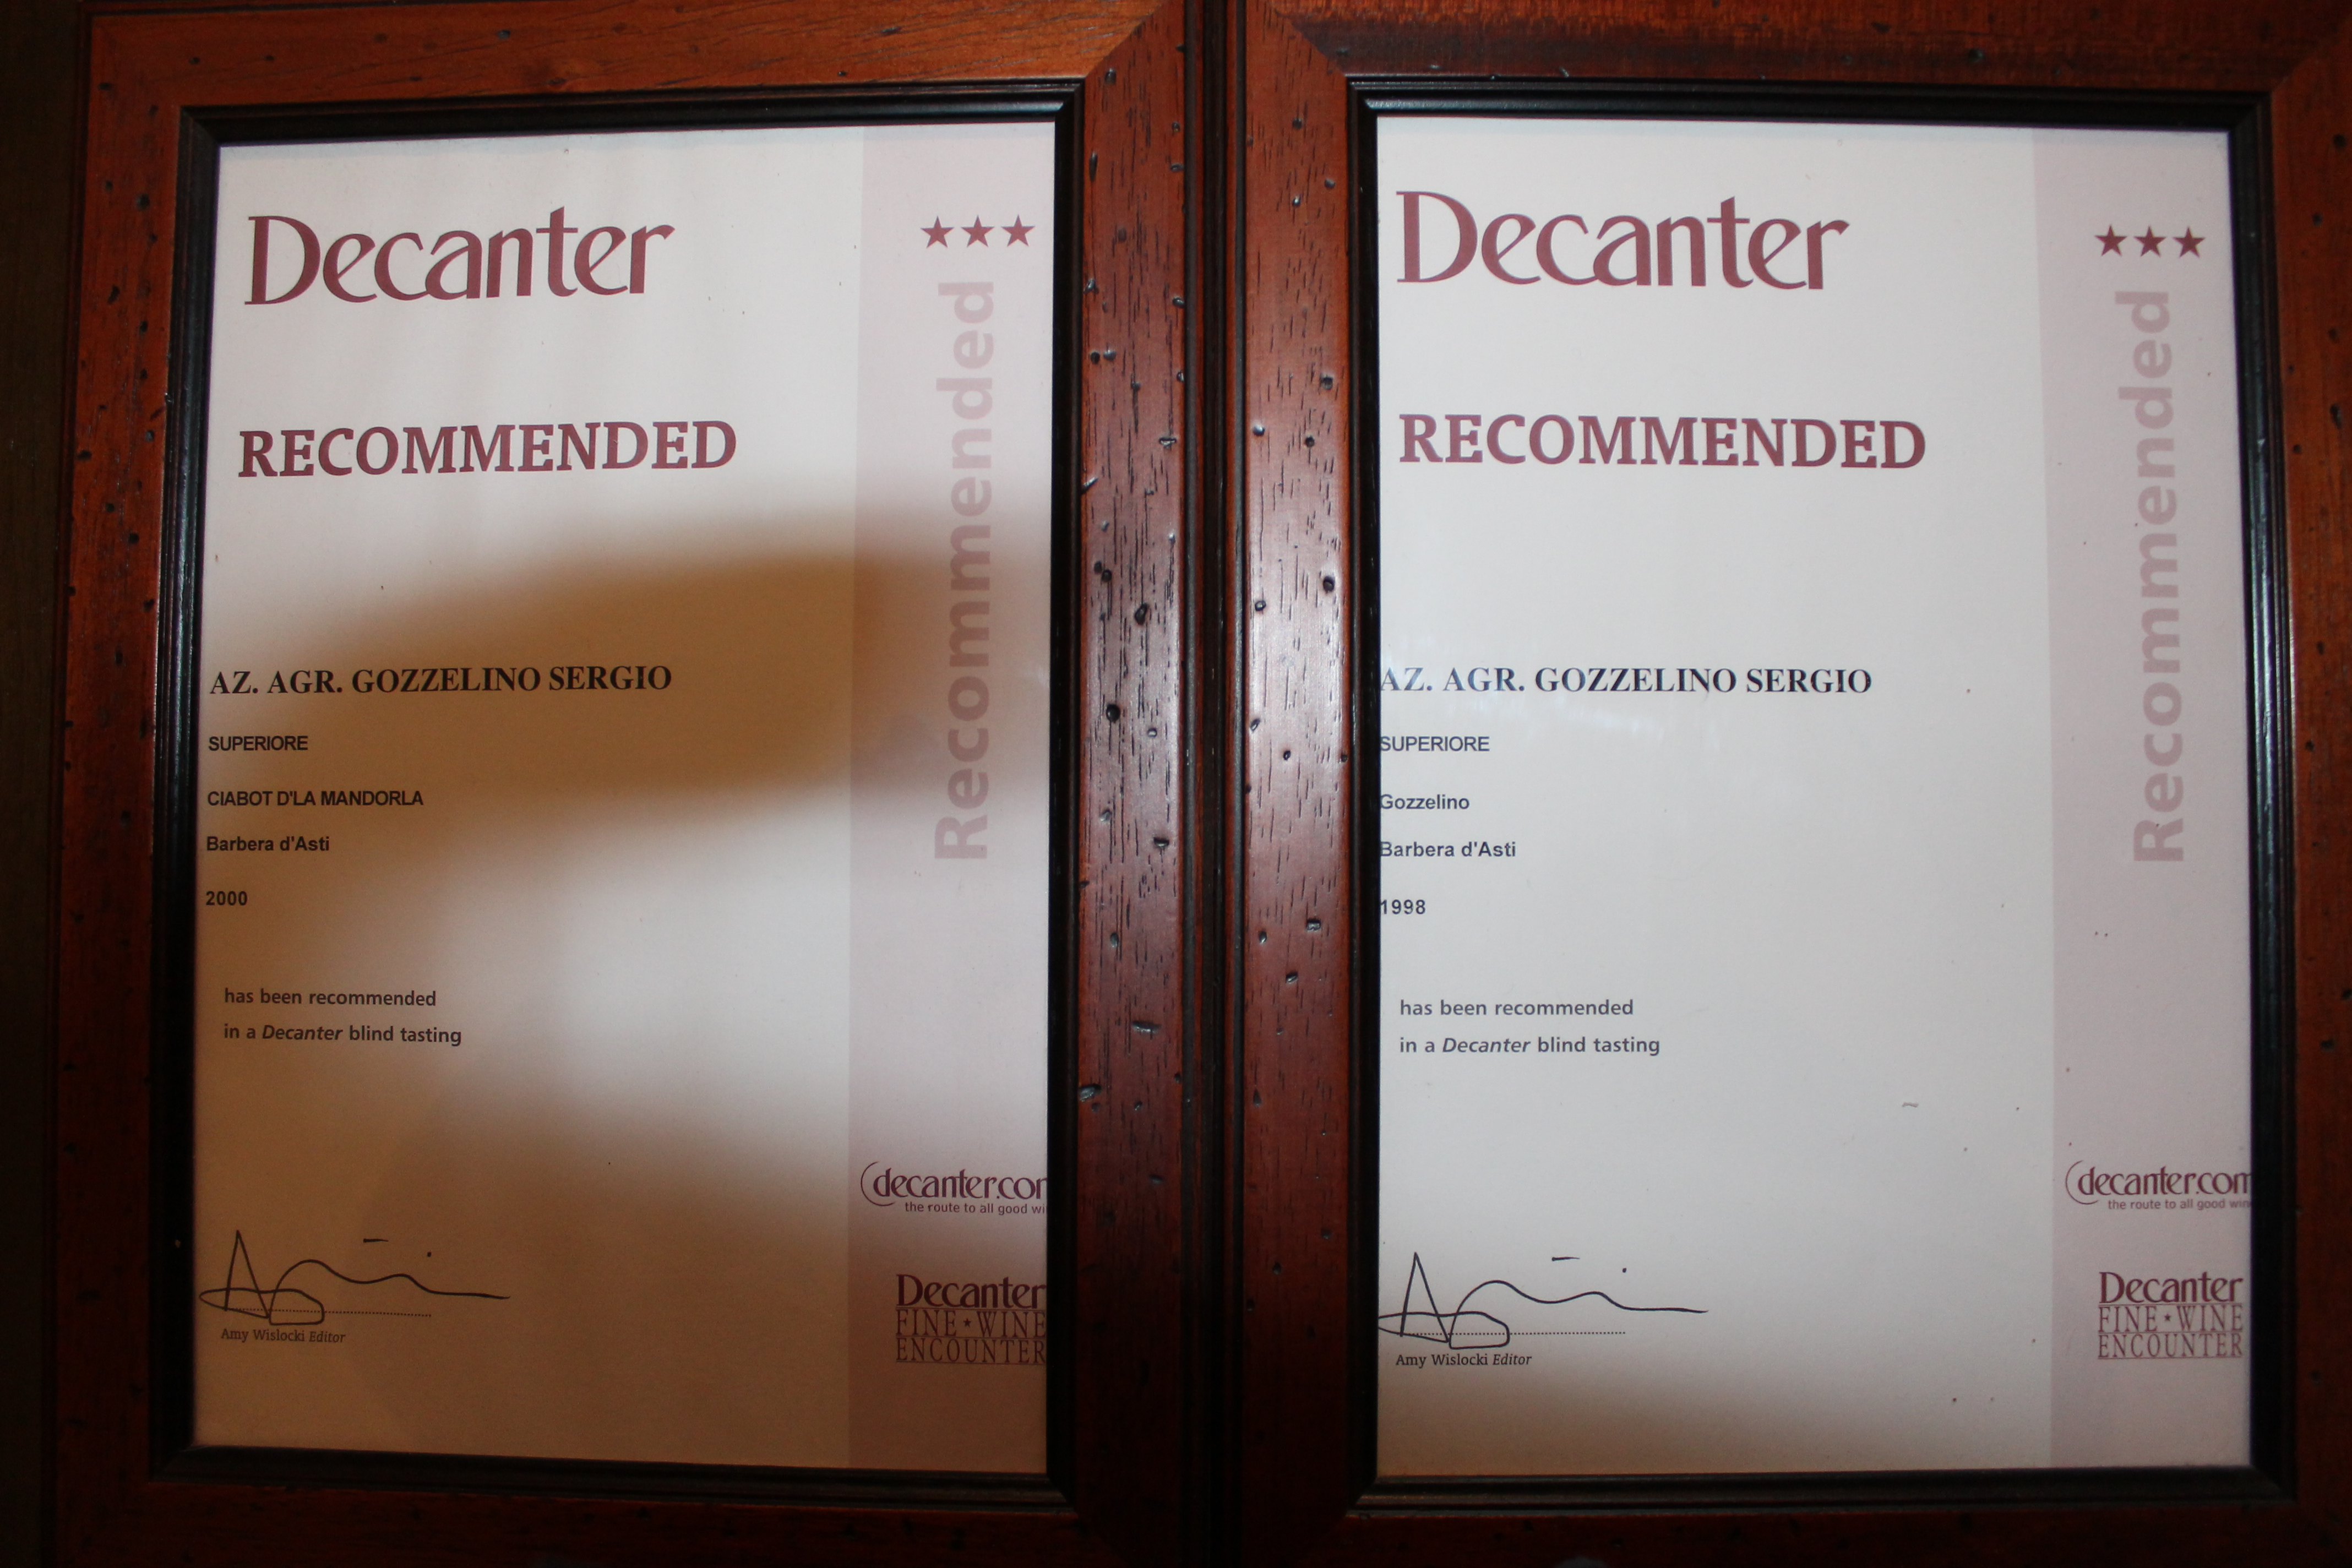 Decanter
★★★
Recommended
RECOMMENDED
AZ. AGR. GOZZELINO SERGIO
SUPERIORE
CIABOT D'LA MANDORLA
Barbera d'Asti
2000
has been recommended
in a Decanter blind tasting
Amy Wislocki Editor
decanter.com
the route to all good wi
Decanter
FINE ★ WINE
ENCOUNTER
Decanter
★★★
Recommended
RECOMMENDED
AZ. AGR. GOZZELINO SERGIO
SUPERIORE
Gozzelino
Barbera d'Asti
1998
has been recommended
in a Decanter blind tasting
Amy Wislocki Editor
decanter.com
the route to all good win
Decanter
FINE ★ WINE
ENCOUNTER